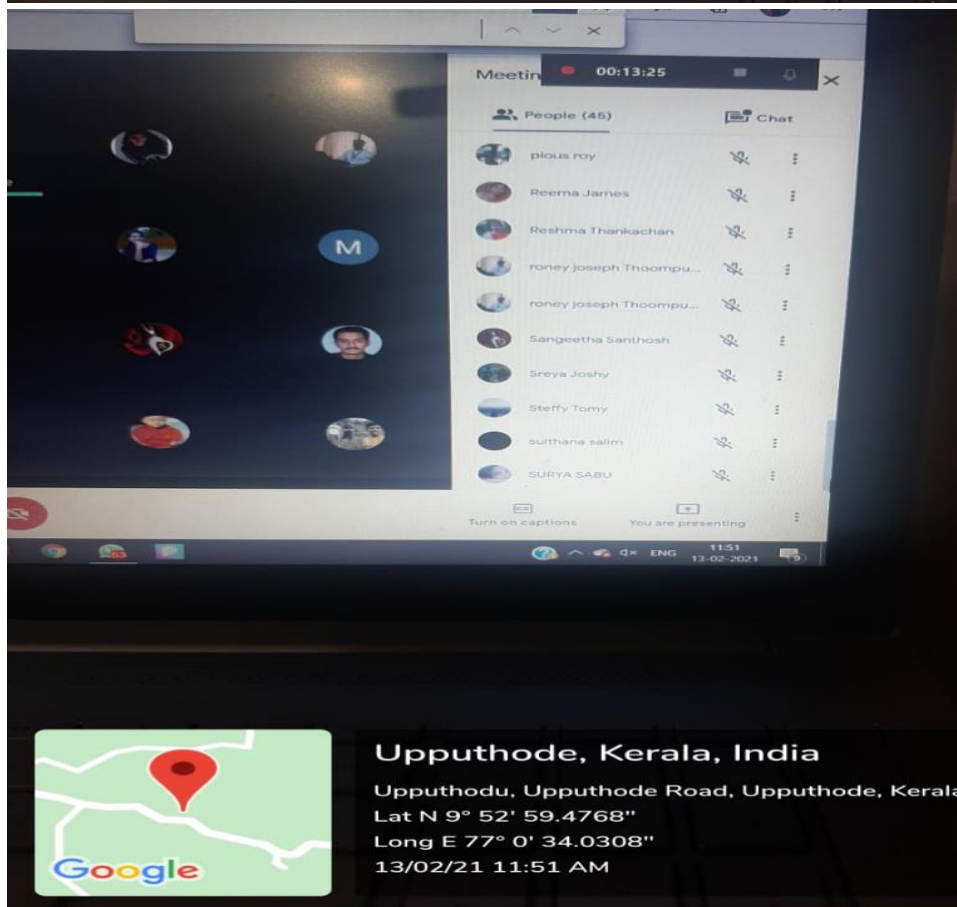 Meetin
00:13:25
People (45)
Chat
pious roy
Reema James
Reshma Thankachan
M
roney joseph Thoompu...
roney joseph Thoompu...
Sangeetha Santhosh
Sreya Joshy
Steffy Tomy
sulthana salim
SURYA SABU
CC
Turn on captions
You are presenting
63
ENG
11:51
13-02-2021
9
Upputhode, Kerala, India
Upputhodu, Upputhode Road, Upputhode, Kerala
Lat N 9° 52' 59.4768"
Long E 77° 0' 34.0308"
13/02/21 11:51 AM
Google